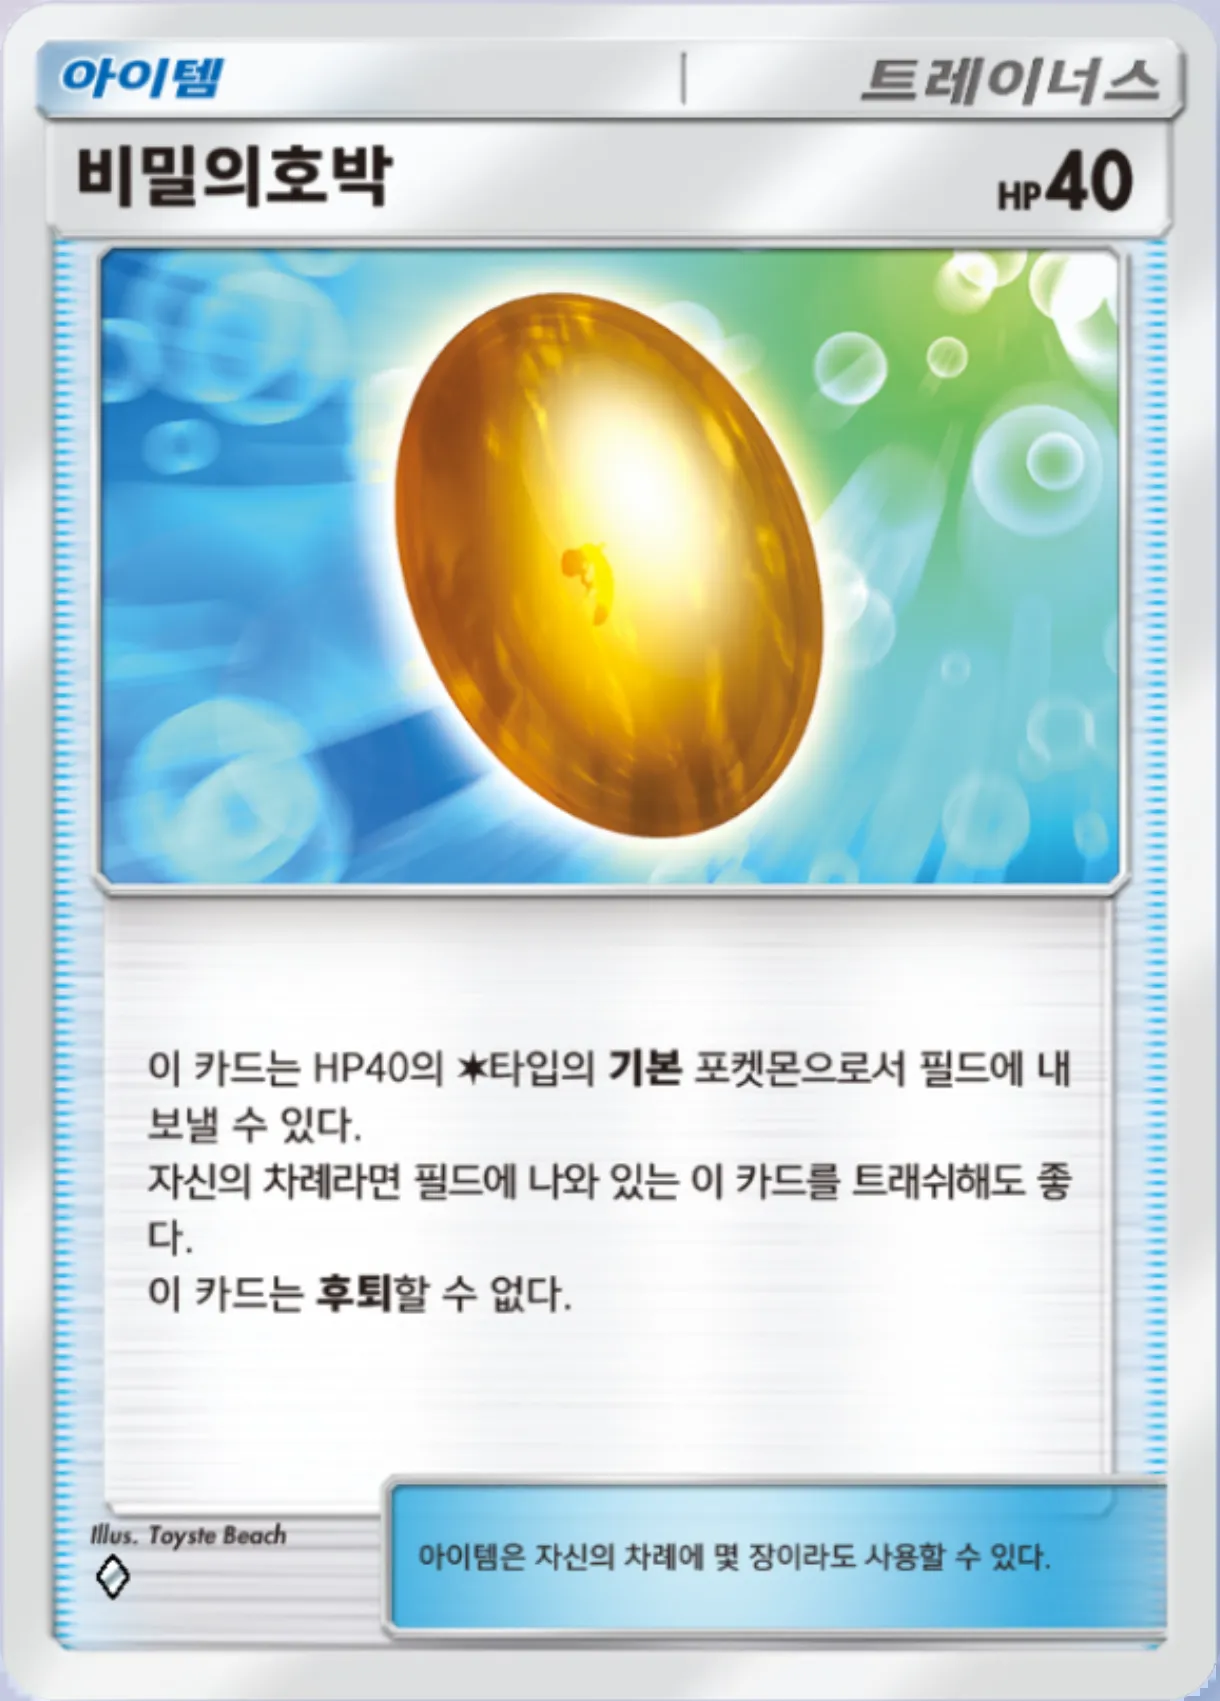 아이템
트레이너스
비밀의호박
HP40
이 카드는 HP40의 ✶타입의 기본 포켓몬으로서 필드에 내
보낼 수 있다.
자신의 차례라면 필드에 나와 있는 이 카드를 트래쉬해도 좋
다.
이 카드는 후퇴할 수 없다.
Illus. Toyste Beach
아이템은 자신의 차례에 몇 장이라도 사용할 수 있다.